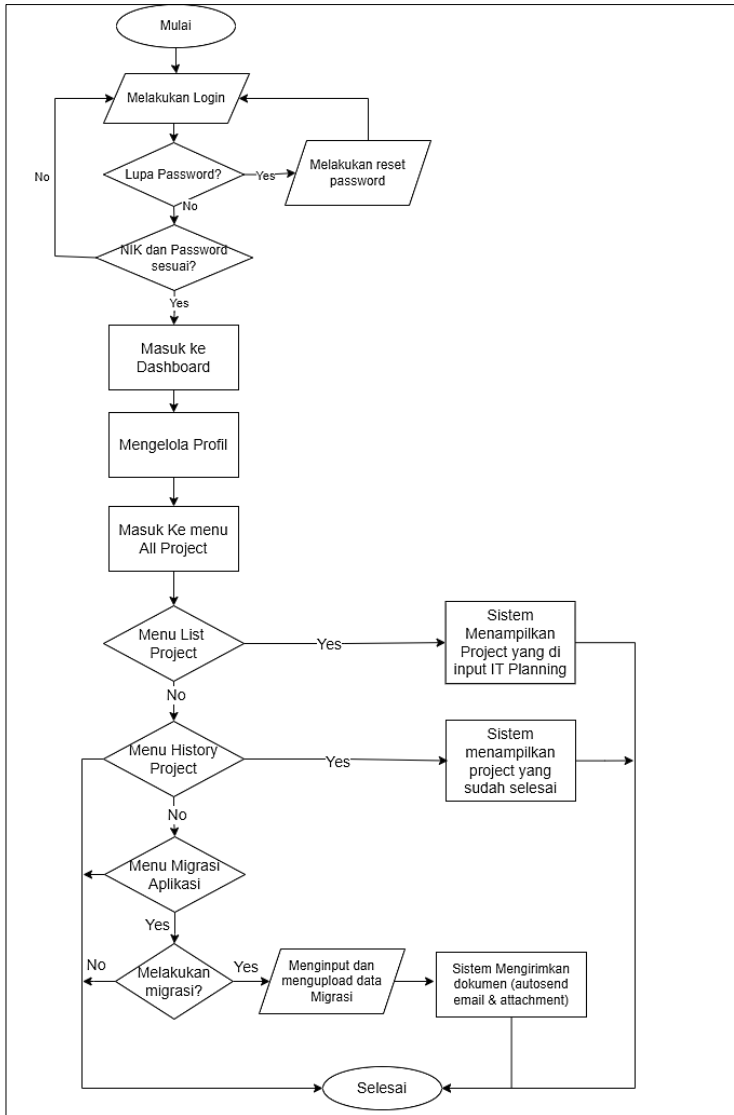 Mulai
Melakukan Login
No
Lupa Password?
Yes
Melakukan reset
password
No
NIK dan Password
sesuai?
Yes
Masuk ke
Dashboard
Mengelola Profil
Masuk Ke menu
All Project
Menu List
Project
Yes
Sistem
Menampilkan
Project yang di
input IT Planning
No
Menu History
Project
Yes
Sistem
menampilkan
project yang
sudah selesai
No
Menu Migrasi
Aplikasi
Yes
No
Melakukan
migrasi?
Yes
Menginput dan
mengupload data
Migrasi
Sistem Mengirimkan
dokumen (autosend
email & attachment)
Selesai